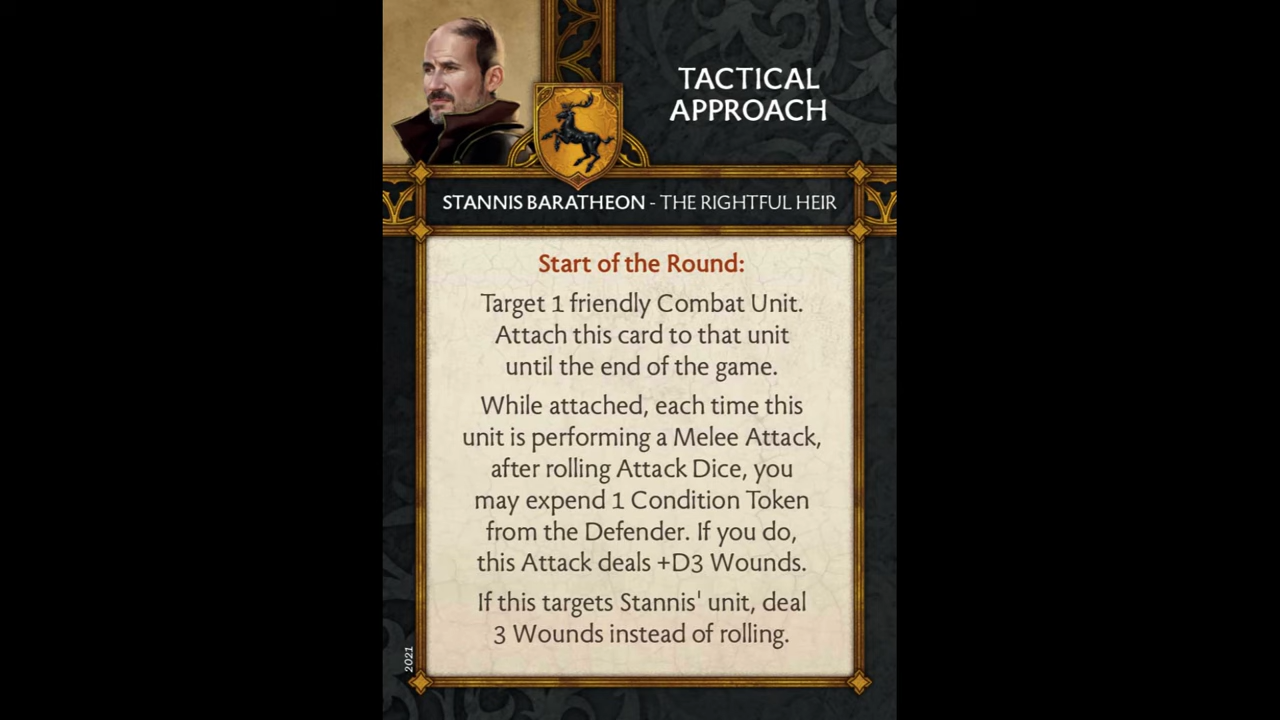 TACTICAL
APPROACH
STANNIS BARATHEON - THE RIGHTFUL HEIR
Start of the Round:
Target 1 friendly Combat Unit.
Attach this card to that unit
until the end of the game.
While attached, each time this
unit is performing a Melee Attack,
after rolling Attack Dice, you
may expend 1 Condition Token
from the Defender. If you do,
this Attack deals +D3 Wounds.
If this targets Stannis' unit, deal
3 Wounds instead of rolling.
2021